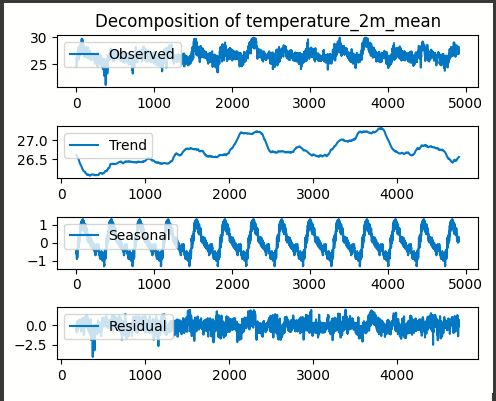 Decomposition of temperature_2m_mean
30
25
Observed
0 1000 2000 3000 4000 5000
27.0
26.5
Trend
0 1000 2000 3000 4000
1
0
−1
Seasonal
0 1000 2000 3000 4000 5000
0.0
−2.5
Residual
0 1000 2000 3000 4000